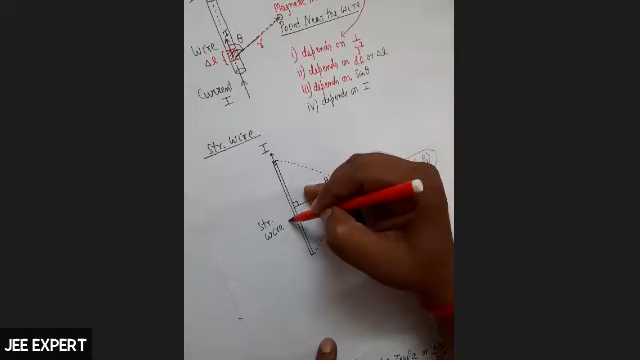 Magnetic
Point Near the wire
θ
r
wire
Δl
Current
I
i) depends on 1/r²
ii) depends on dl or Δl
iii) depends on sinθ
iv) depends on I
Str. wire
I
Str.
wire
JEE EXPERT